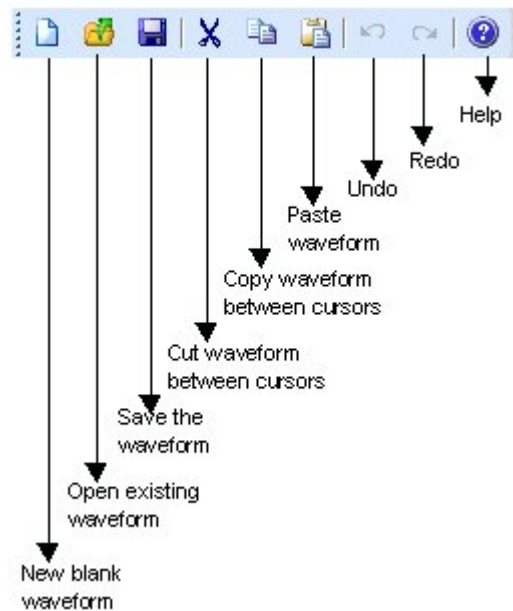 Help
Redo
Undo
Paste
waveform
Copy waveform
between cursors
Cut waveform
between cursors
Save the
waveform
Open existing
waveform
New blank
waveform